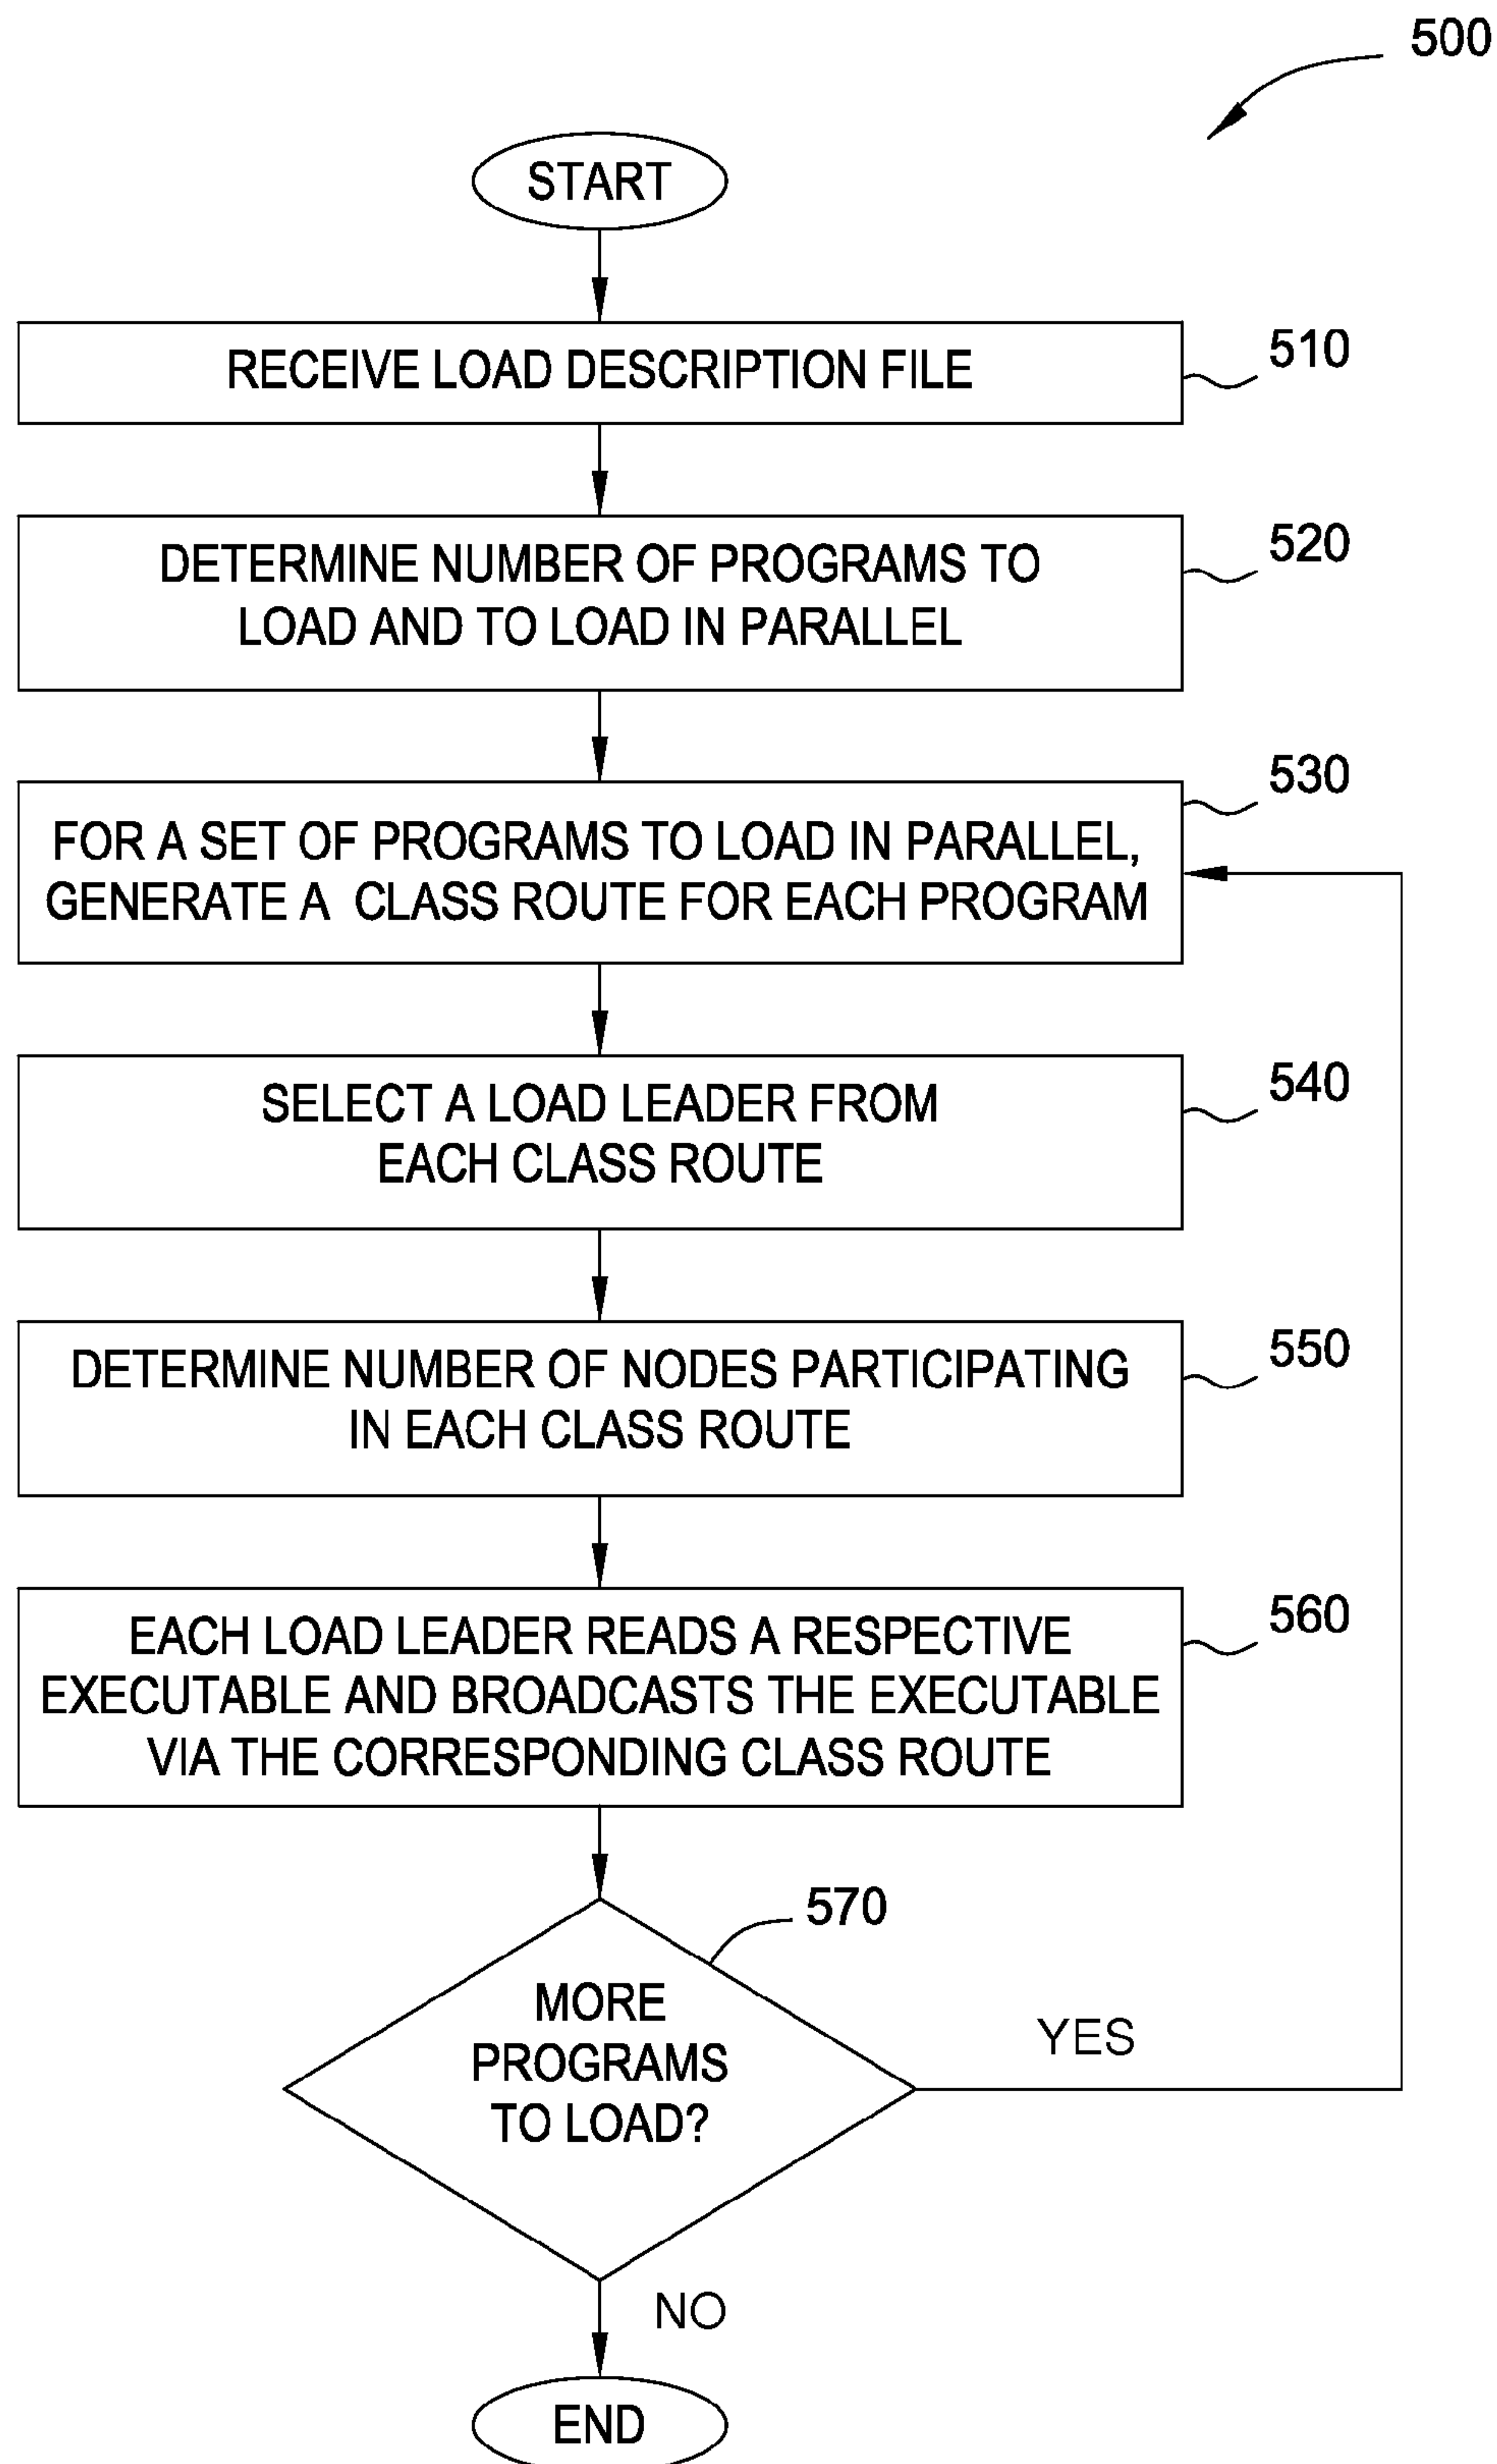 500
START
RECEIVE LOAD DESCRIPTION FILE
510
DETERMINE NUMBER OF PROGRAMS TO
LOAD AND TO LOAD IN PARALLEL
520
FOR A SET OF PROGRAMS TO LOAD IN PARALLEL,
GENERATE A CLASS ROUTE FOR EACH PROGRAM
530
SELECT A LOAD LEADER FROM
EACH CLASS ROUTE
540
DETERMINE NUMBER OF NODES PARTICIPATING
IN EACH CLASS ROUTE
550
EACH LOAD LEADER READS A RESPECTIVE
EXECUTABLE AND BROADCASTS THE EXECUTABLE
VIA THE CORRESPONDING CLASS ROUTE
560
570
MORE
PROGRAMS
TO LOAD?
YES
NO
END